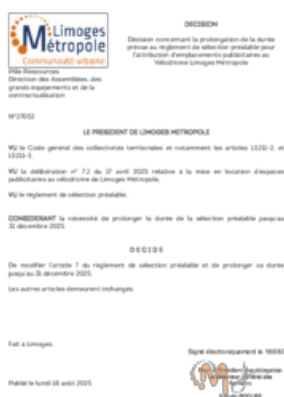 Limoges
Métropole
Communauté urbaine
DECISION
Décision concernant la prolongation de la durée
prévue au règlement de sélection préalable pour
l'attribution d'emplacements publicitaires au
Vélodrome Limoges Métropole
Pôle Ressources
Direction des Assemblées, des
grands équipements et de la
contractualisation
LE PRESIDENT DE LIMOGES METROPOLE
VU le Code général des collectivités territoriales et notamment les articles L5211-2, et
VU la délibération n° 7.2 du 17 avril 2025 relative à la mise en location d'espaces
publicitaires au vélodrome de Limoges Métropole,
VU le règlement de sélection préalable,
CONSIDERANT la nécessité de prolonger la durée de la sélection préalable jusqu'au
31 décembre 2025.
DECIDE
De modifier l'article 7 du règlement de sélection préalable et de prolonger sa durée
jusqu'au 31 décembre 2025.
Les autres articles demeurent inchangés.
Fait à Limoges,
Signé électroniquement le
Publié le lundi 18 août 2025